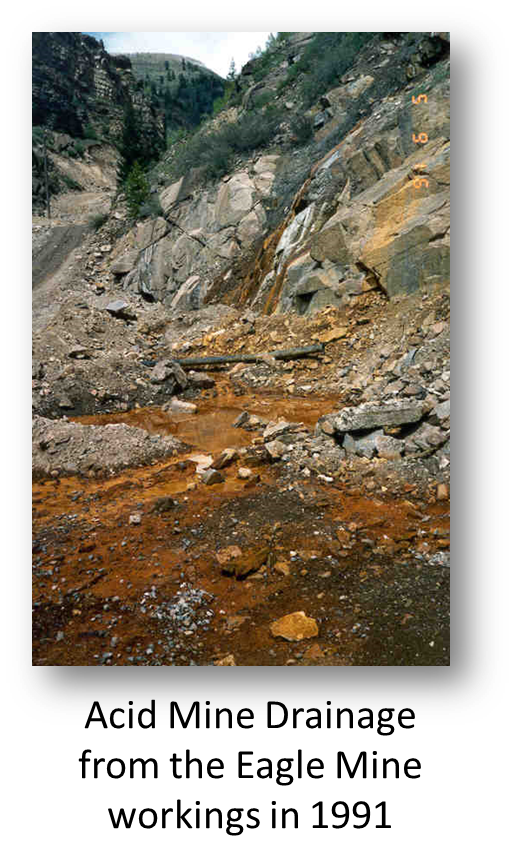 Acid Mine Drainage
from the Eagle Mine
workings in 1991